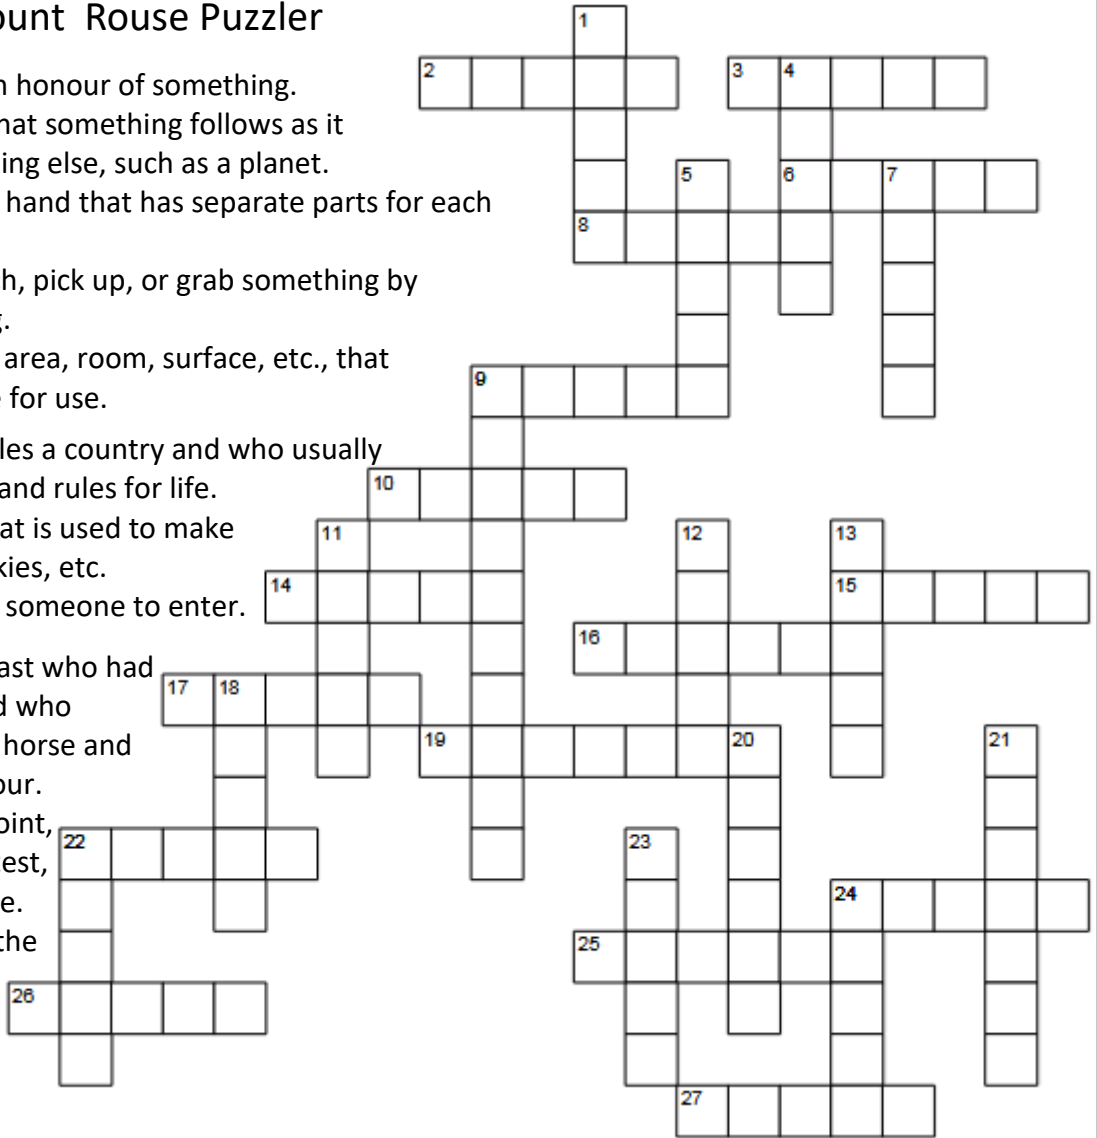 ount Rouse Puzzler
1
n honour of something.
2 3 4
hat something follows as it
ing else, such as a planet.
5 6 7
hand that has separate parts for each
8
h, pick up, or grab something by
g.
area, room, surface, etc., that
9
e for use.
les a country and who usually
10
and rules for life.
at is used to make
11 12 13
kies, etc.
14 15
someone to enter.
16
ast who had
17 18
d who
horse and
19 20 21
our.
oint,
22 23
est,
e.
24
the
25
26
27